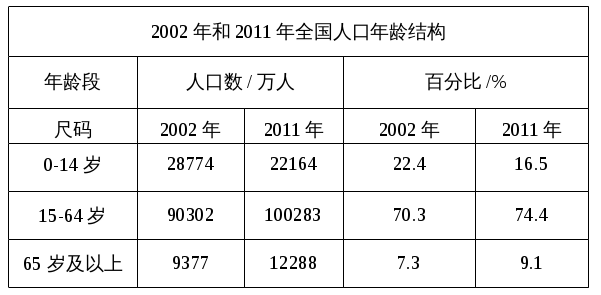 2002 年和 2011 年全国人口年龄结构
年龄段 人口数 / 万人 百分比 /%
尺码 2002 年 2011 年 2002 年 2011 年
0-14 岁 28774 22164 22.4 16.5
15-64 岁 90302 100283 70.3 74.4
65 岁及以上 9377 12288 7.3 9.1